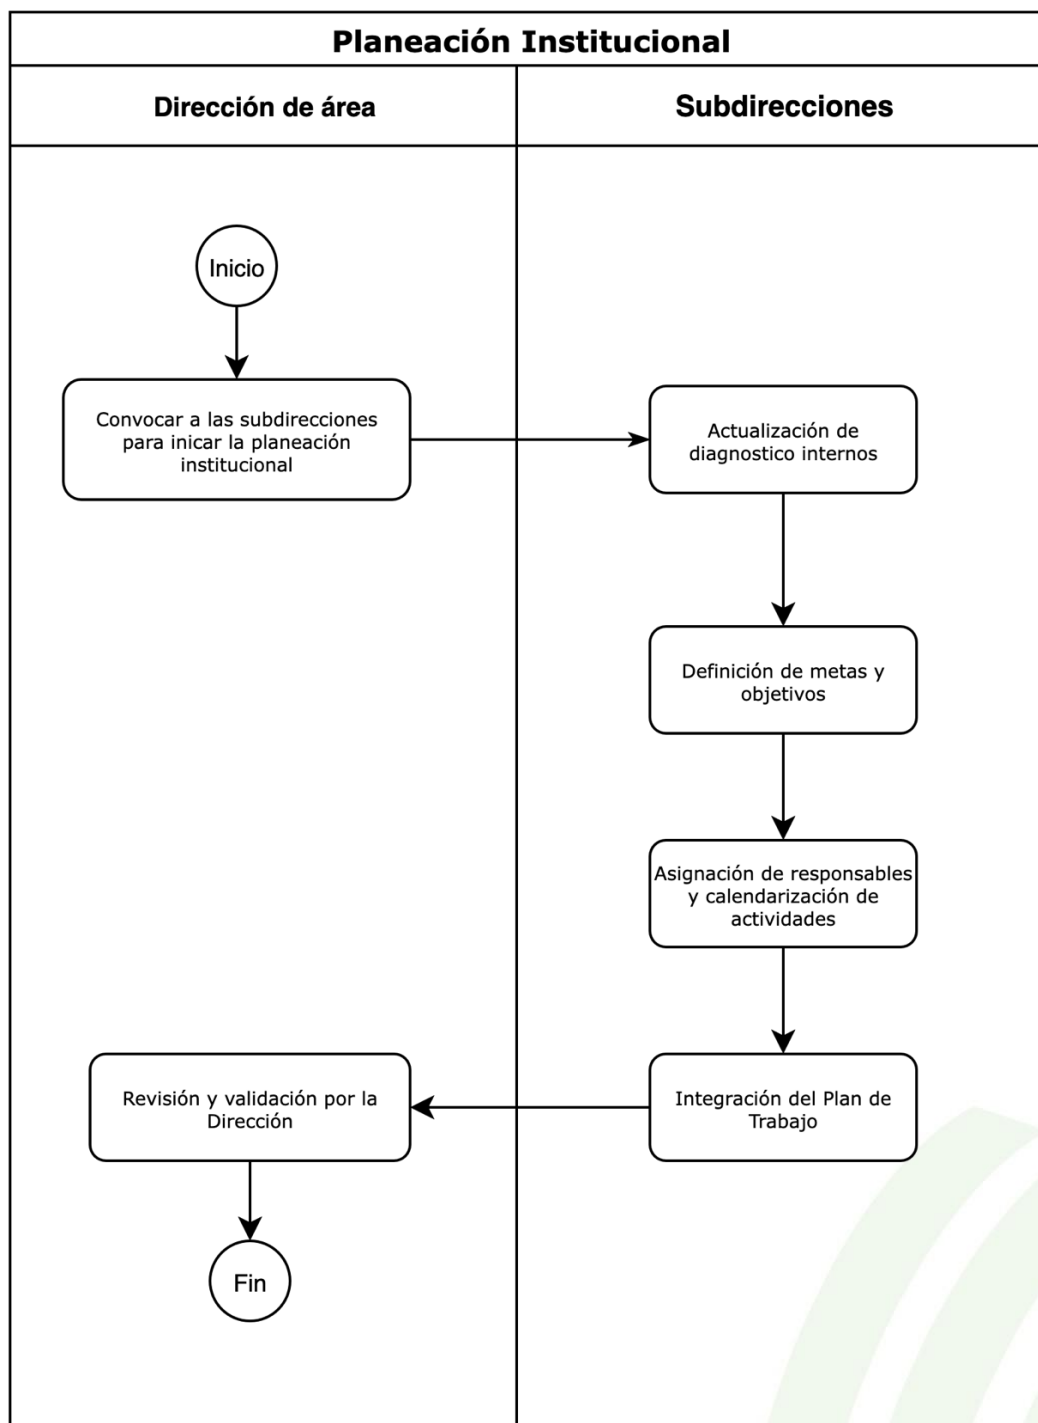 Planeación Institucional
Dirección de área
Subdirecciones
Inicio
Convocar a las subdirecciones
para inicar la planeación
institucional
Actualización de
diagnostico internos
Definición de metas y
objetivos
Asignación de responsables
y calendarización de
actividades
Integración del Plan de
Trabajo
Revisión y validación por la
Dirección
Fin